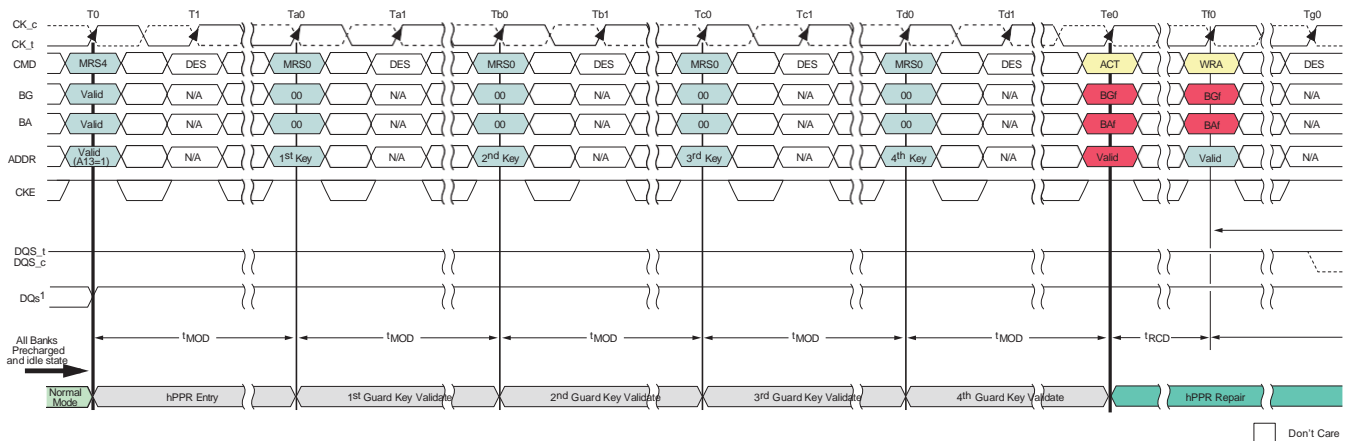 T0 T1 Ta0 Ta1 Tb0 Tb1 Tc0 Tc1 Td0 Td1 Te0 Tf0 Tg0
CK_c
CK_t
CMD MRS4 DES MRS0 DES MRS0 DES MRS0 DES MRS0 DES ACT WRA DES
BG Valid N/A 00 N/A 00 N/A 00 N/A 00 N/A BGf BGf N/A
BA Valid N/A 00 N/A 00 N/A 00 N/A 00 N/A BAf BAf N/A
ADDR Valid (A13=1) N/A 1st Key N/A 2nd Key N/A 3rd Key N/A 4th Key N/A Valid Valid N/A
CKE
DQS_t
DQS_c
DQs1
tMOD tMOD tMOD tMOD tMOD tRCD
All Banks
Precharged
and idle state
Normal Mode hPPR Entry 1st Guard Key Validate 2nd Guard Key Validate 3rd Guard Key Validate 4th Guard Key Validate hPPR Repair
Don't Care